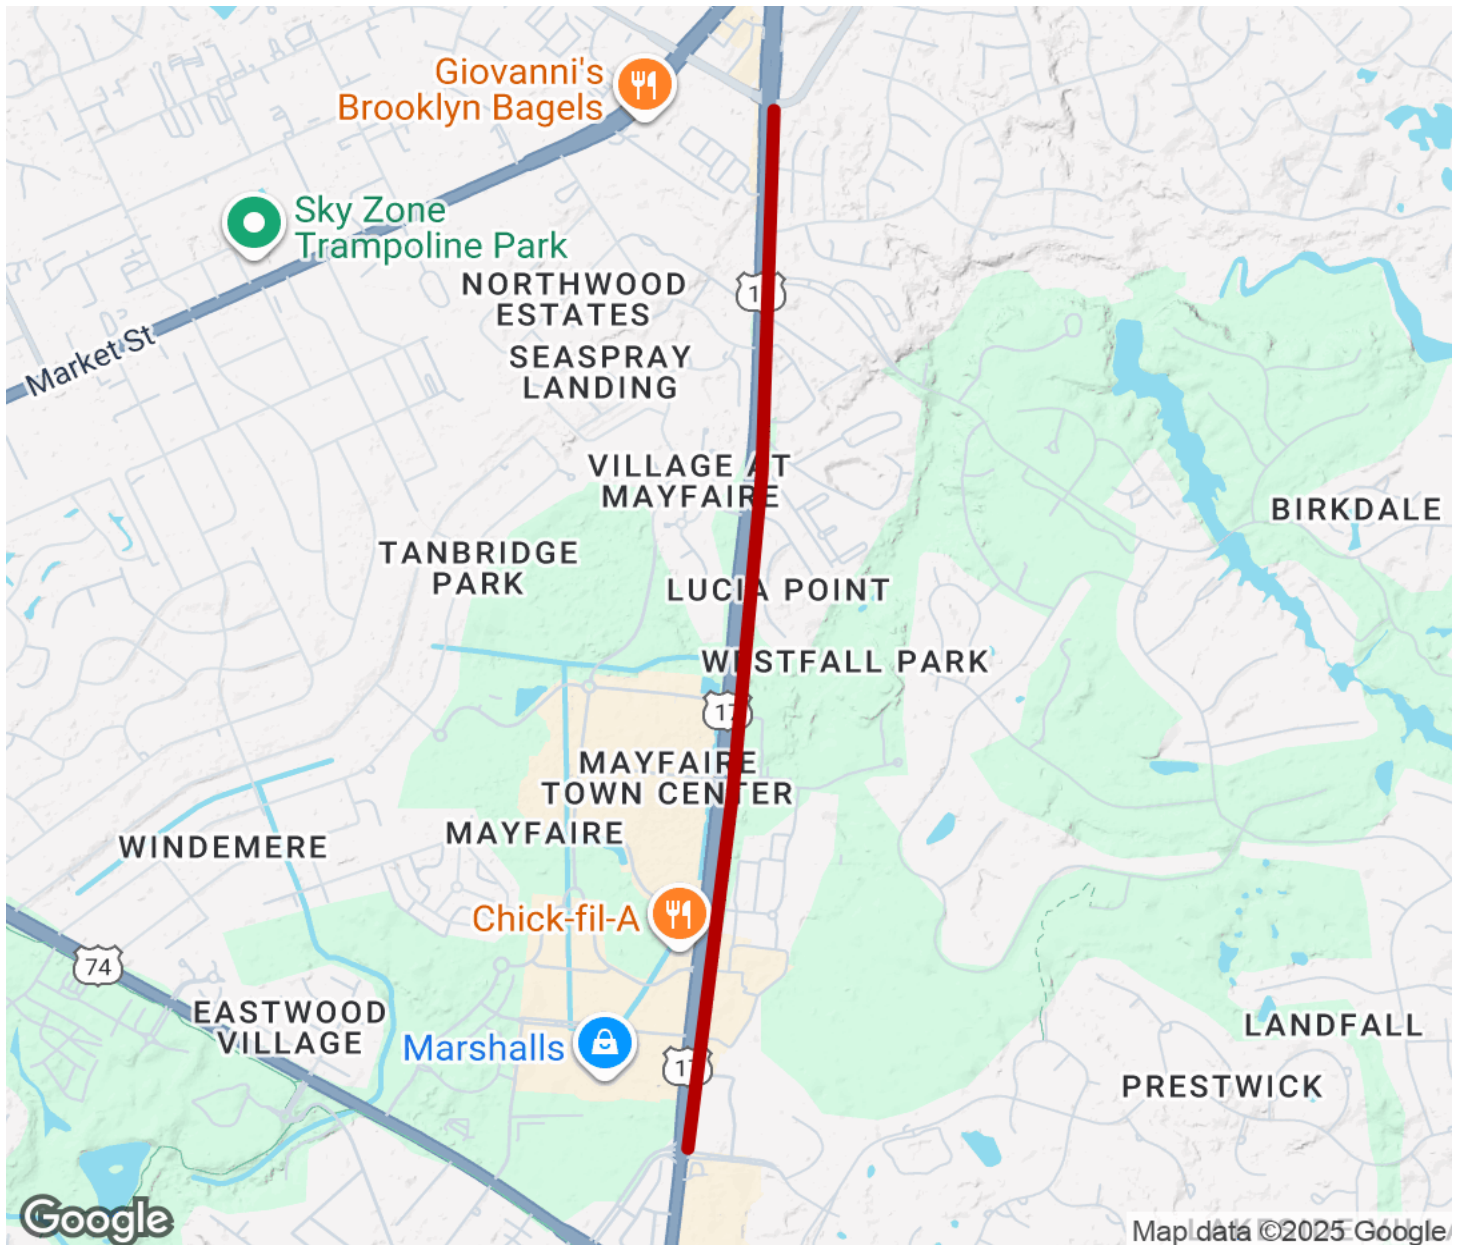 Giovanni's
Brooklyn Bagels
Sky Zone
Trampoline Park
NORTHWOOD
ESTATES
Market St
SEASPRAY
LANDING
VILLAGE AT
MAYFAIRE
BIRKDALE
TANBRIDGE
PARK
LUCIA POINT
WESTFALL PARK
17
MAYFAIRE
TOWN CENTER
MAYFAIRE
WINDEMERE
Chick-fil-A
74
EASTWOOD
VILLAGE
LANDFALL
Marshalls
17
PRESTWICK
Google
Map data ©2025 Google